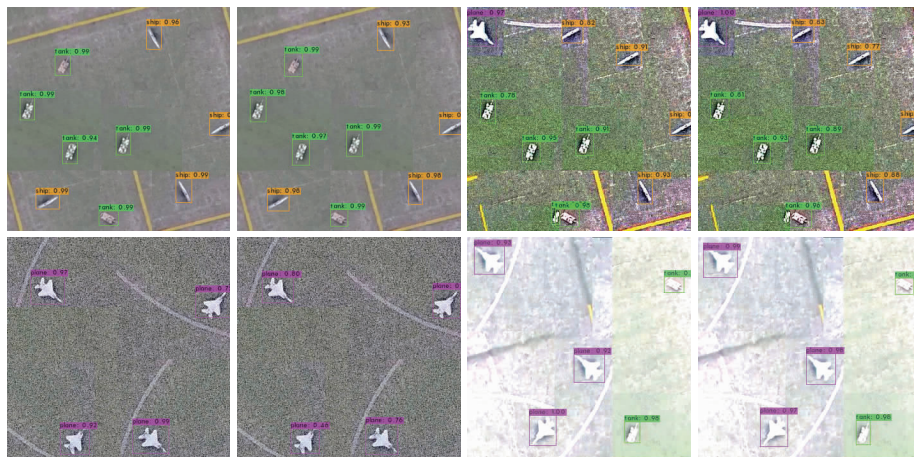 ship: 0.96
tank: 0.99
tank: 0.99
tank: 0.94
tank: 0.99
ship: 0.99
ship: 0.99
tank: 0.99
ship: 0.93
tank: 0.99
tank: 0.98
tank: 0.97
tank: 0.99
ship: 0.98
ship: 0.98
tank: 0.99
plane: 0.97
ship: 0.82
ship: 0.91
tank: 0.78
tank: 0.95
tank: 0.91
ship: 0.93
tank: 0.98
plane: 1.00
ship: 0.83
ship: 0.77
tank: 0.81
tank: 0.93
tank: 0.89
ship: 0.88
tank: 0.96
plane: 0.97
plane: 0.92
plane: 0.99
plane: 0.80
plane: 0.46
plane: 0.76
plane: 0.92
plane: 1.00
tank: 0.98
plane: 0.98
plane: 0.97
tank: 0.98